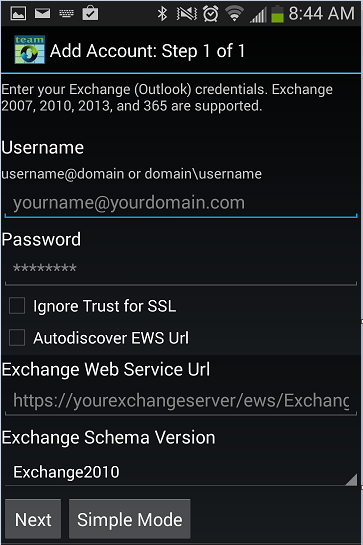 8:44 AM
team
Add Account: Step 1 of 1
Enter your Exchange (Outlook) credentials. Exchange
2007, 2010, 2013, and 365 are supported.
Username
username@domain or domain\username
yourname@yourdomain.com
Password
********
Ignore Trust for SSL
Autodiscover EWS Url
Exchange Web Service Url
https://yourexchangeserver/ews/Exchang
Exchange Schema Version
Exchange2010
Next Simple Mode